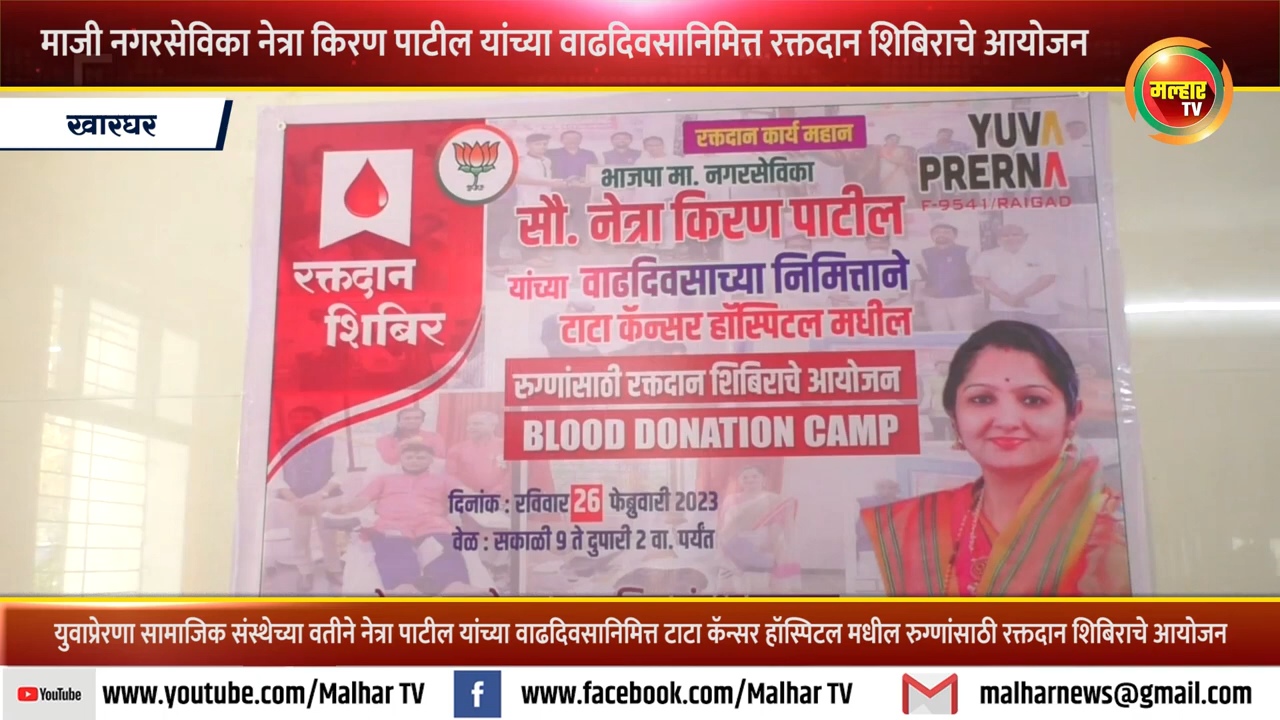 माजी नगरसेविका नेत्रा किरण पाटील यांच्या वाढदिवसानिमित्त रक्तदान शिबिराचे आयोजन
मल्हार
TV
खारघर
रक्तदान कार्य महान
YUVA
PRERNA
F-9541/RAIGAD
भाजपा मा. नगरसेविका
सौ. नेत्रा किरण पाटील
यांच्या वाढदिवसाच्या निमित्ताने
टाटा कॅन्सर हॉस्पिटल मधील
रुग्णांसाठी रक्तदान शिबिराचे आयोजन
BLOOD DONATION CAMP
रक्तदान
शिबिर
दिनांक : रविवार 26 फेब्रुवारी 2023
वेळ : सकाळी 9 ते दुपारी 2 वा. पर्यंत
युवाप्रेरणा सामाजिक संस्थेच्या वतीने नेत्रा पाटील यांच्या वाढदिवसानिमित्त टाटा कॅन्सर हॉस्पिटल मधील रुग्णांसाठी रक्तदान शिबिराचे आयोजन
YouTube www.youtube.com/Malhar TV f www.facebook.com/Malhar TV malharnews@gmail.com